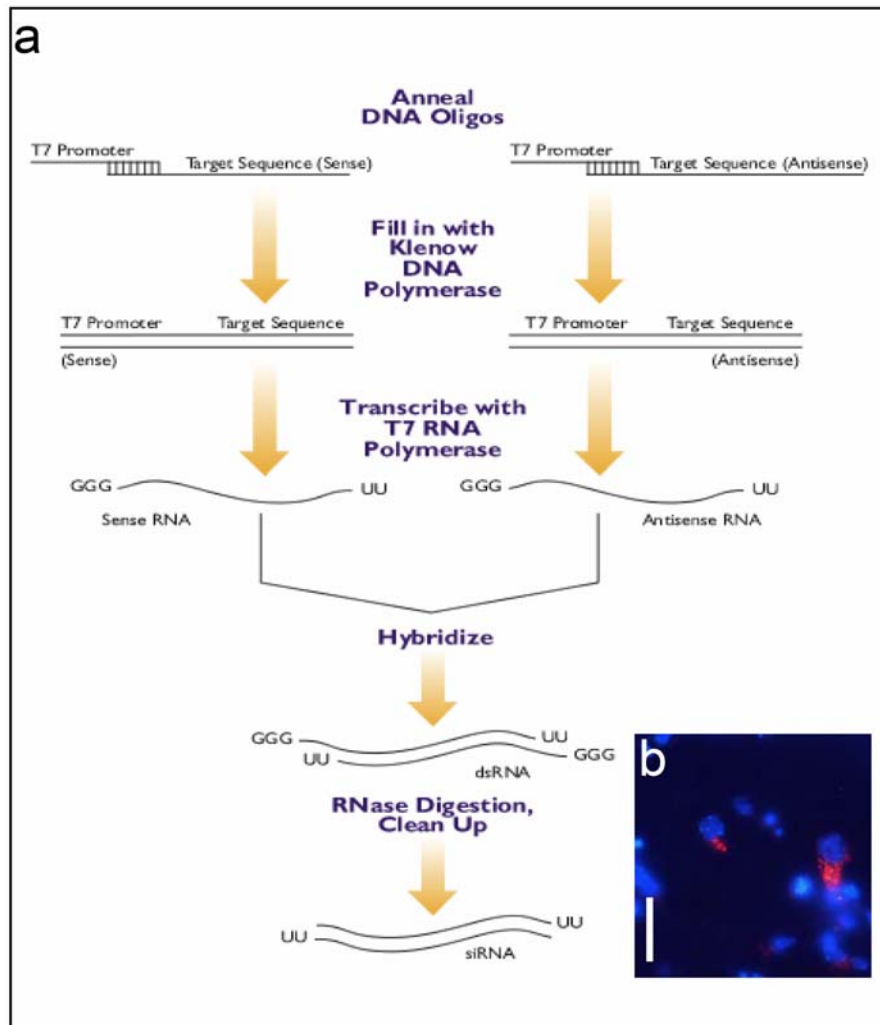 a
Anneal
DNA Oligos
T7 Promoter
Target Sequence (Sense)
T7 Promoter
Target Sequence (Antisense)
Fill in with
Klenow
DNA
Polymerase
T7 Promoter Target Sequence
(Sense)
T7 Promoter Target Sequence
(Antisense)
Transcribe with
T7 RNA
Polymerase
GGG UU
Sense RNA
GGG UU
Antisense RNA
Hybridize
GGG UU
UU GGG
dsRNA
b
RNase Digestion,
Clean Up
UU
UU
siRNA